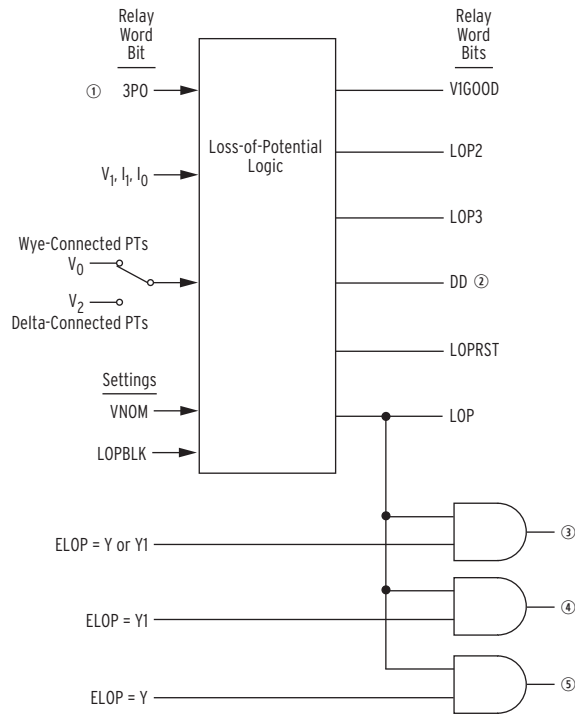 Relay
Word
Bit
Relay
Word
Bits
① 3PO
V1GOOD
Loss-of-Potential
Logic
LOP2
V₁, I₁, I₀
LOP3
Wye-Connected PTs
V₀
DD ②
V₂
Delta-Connected PTs
LOPRST
Settings
VNOM
LOP
LOPBLK
ELOP = Y or Y1
③
④
ELOP = Y1
⑤
ELOP = Y